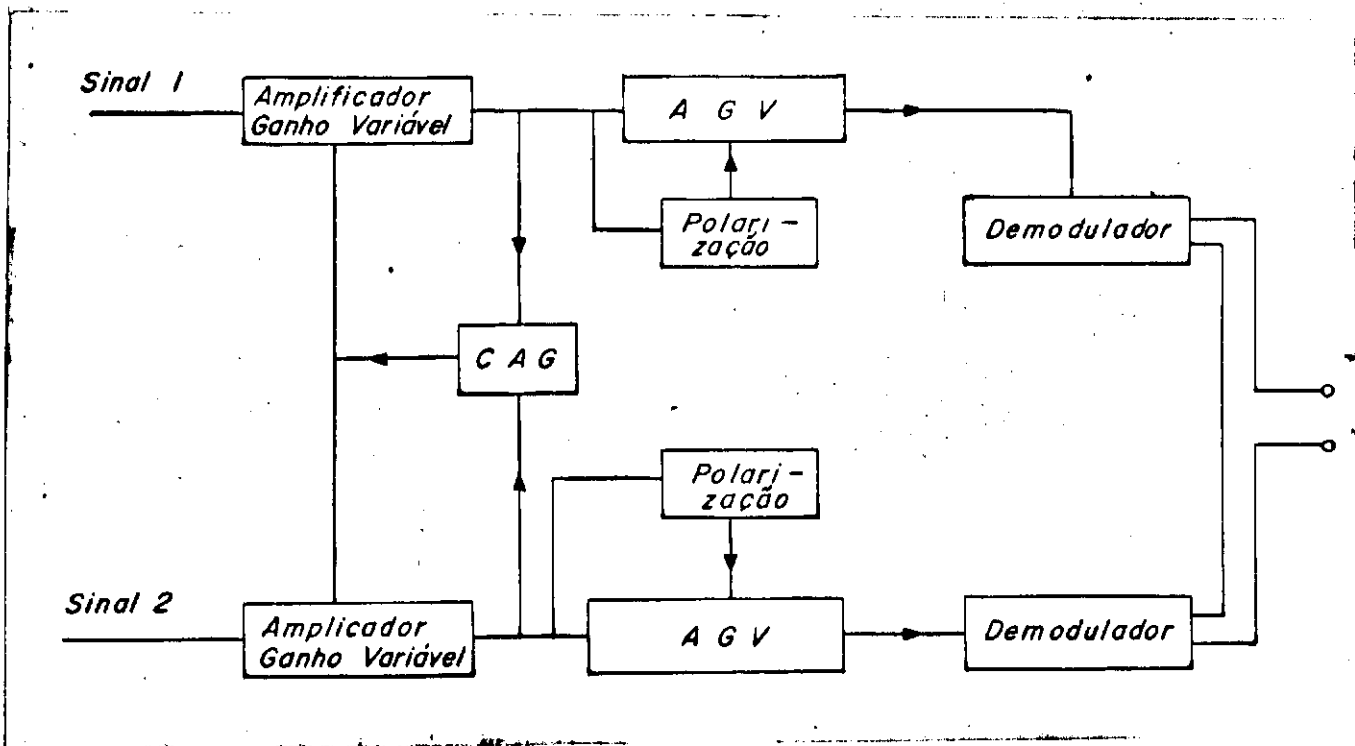 Sinal 1
Amplificador
Ganho Variável
A G V
Polari-
zação
Demodulador
C A G
Polari-
zação
Sinal 2
Amplicador
Ganho Variável
A G V
Demodulador